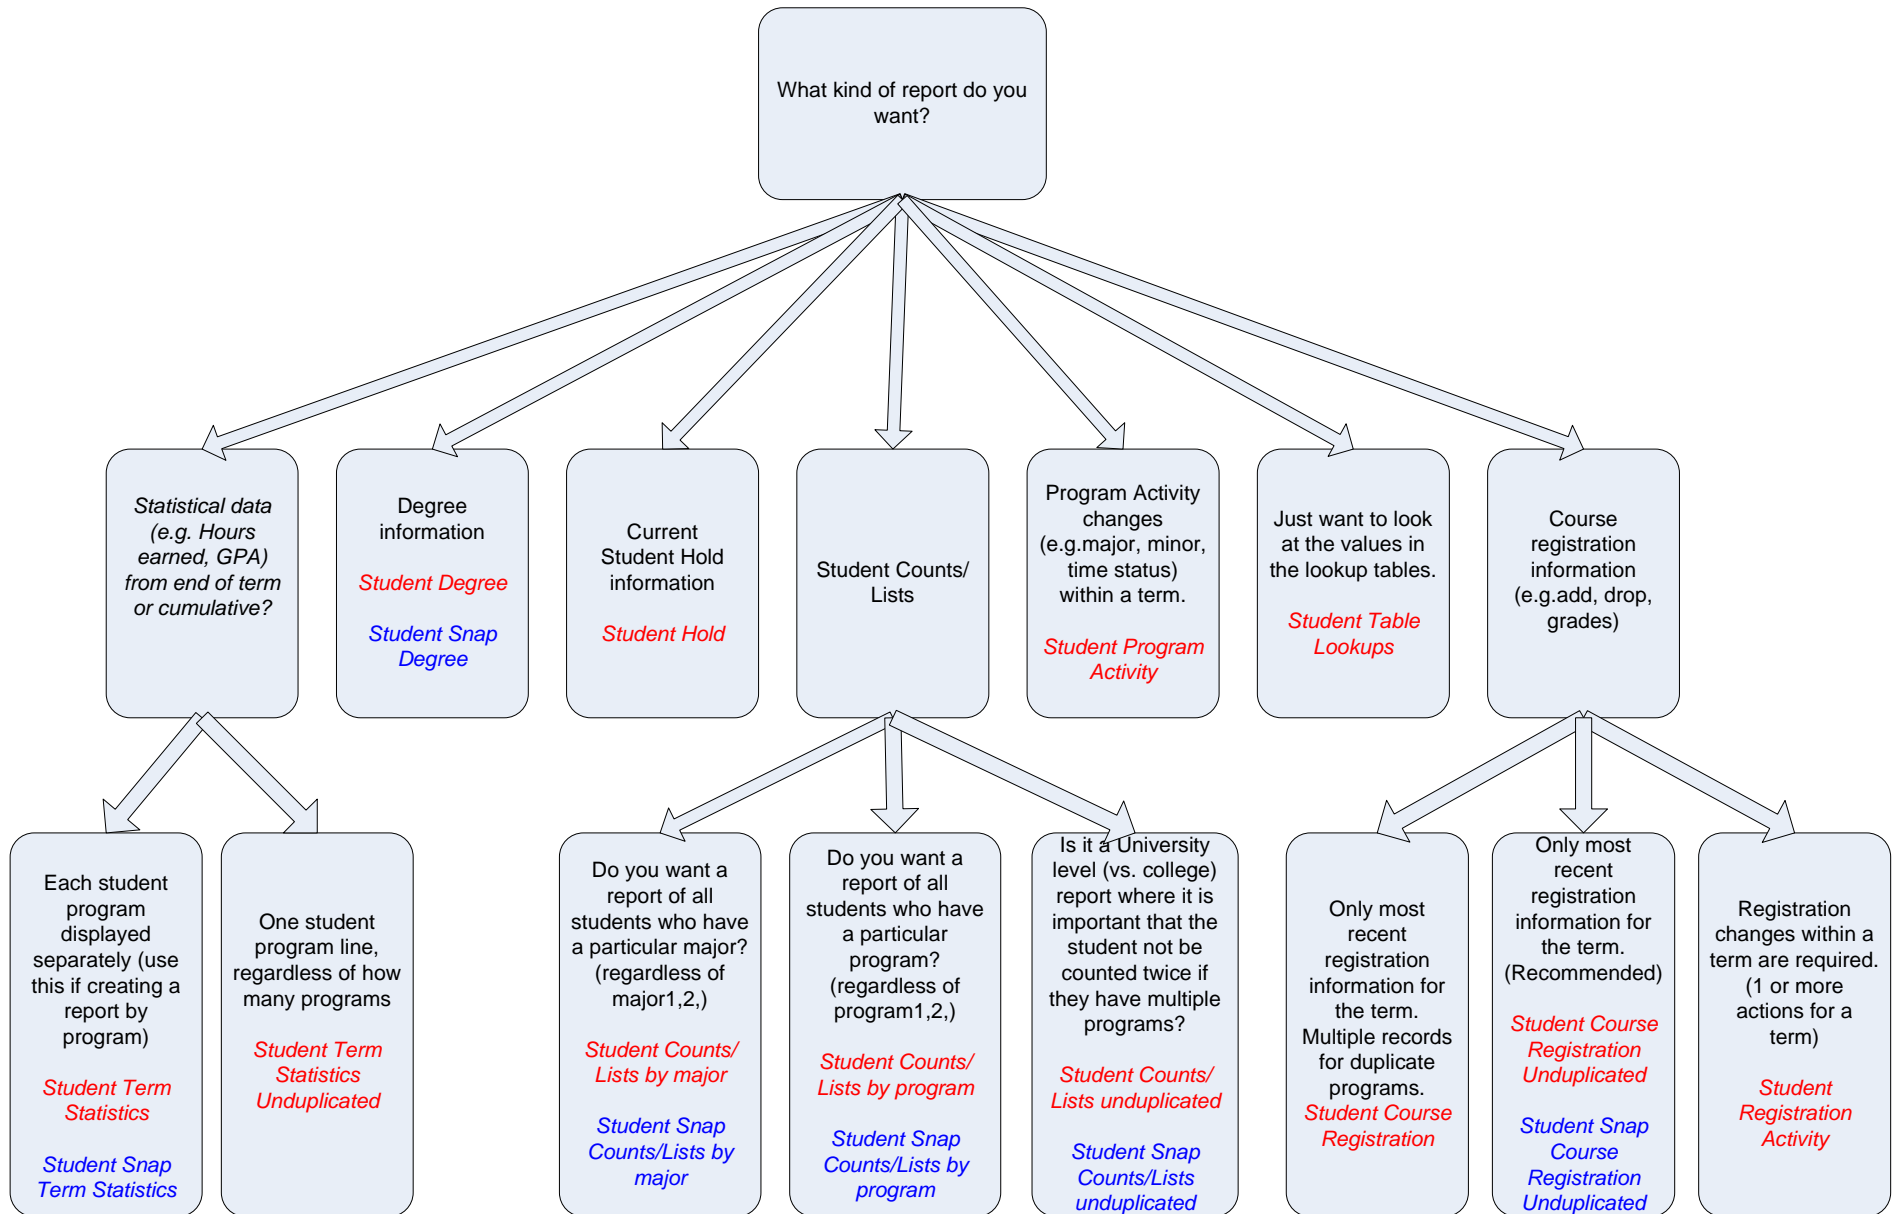 What kind of report do you
want?
Statistical data
(e.g. Hours
earned, GPA)
from end of term
or cumulative?
Degree
information
Student Degree
Student Snap
Degree
Current
Student Hold
information
Student Hold
Student Counts/
Lists
Program Activity
changes
(e.g.major, minor,
time status)
within a term.
Student Program
Activity
Just want to look
at the values in
the lookup tables.
Student Table
Lookups
Course
registration
information
(e.g.add, drop,
grades)
Each student
program
displayed
separately (use
this if creating a
report by
program)
Student Term
Statistics
Student Snap
Term Statistics
One student
program line,
regardless of how
many programs
Student Term
Statistics
Unduplicated
Do you want a
report of all
students who have
a particular major?
(regardless of
major1,2,)
Student Counts/
Lists by major
Student Snap
Counts/Lists by
major
Do you want a
report of all
students who have
a particular
program?
(regardless of
program1,2,)
Student Counts/
Lists by program
Student Snap
Counts/Lists by
program
Is it a University
level (vs. college)
report where it is
important that the
student not be
counted twice if
they have multiple
programs?
Student Counts/
Lists unduplicated
Student Snap
Counts/Lists
unduplicated
Only most
recent
registration
information for
the term.
Multiple records
for duplicate
programs.
Student Course
Registration
Only most
recent
registration
information for
the term.
(Recommended)
Student Course
Registration
Unduplicated
Student Snap
Course
Registration
Unduplicated
Registration
changes within a
term are required.
(1 or more
actions for a
term)
Student
Registration
Activity